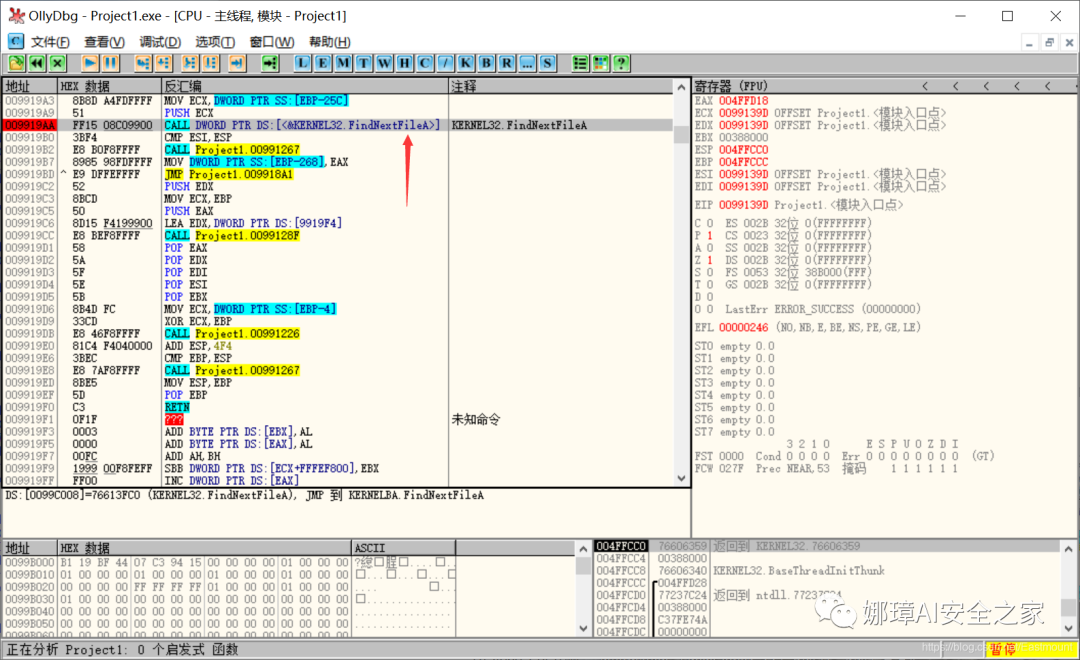 OllyDbg - Project1.exe - [CPU - 主线程, 模块 - Project1]
C 文件(F) 查看(V) 调试(D) 选项(T) 窗口(W) 帮助(H)
L E M T W H C / K B R ... S ?
地址 HEX 数据 反汇编 注释
009919A3 8B8D A4FDFFFF MOV ECX,DWORD PTR SS:[EBP-25C]
009919A9 51 PUSH ECX
009919AA FF15 08C09900 CALL DWORD PTR DS:[<&KERNEL32.FindNextFileA>] KERNEL32.FindNextFileA
009919B0 3BF4 CMP ESI,ESP
009919B2 E8 B0F8FFFF CALL Project1.00991267
009919B7 8985 98FDFFFF MOV DWORD PTR SS:[EBP-268],EAX
009919BD ^ E9 DFFEFFFF JMP Project1.009918A1
009919C2 52 PUSH EDX
009919C3 8BCD MOV ECX,EBP
009919C5 50 PUSH EAX
009919C6 8D15 F4199900 LEA EDX,DWORD PTR DS:[9919F4]
009919CC E8 BEF8FFFF CALL Project1.0099128F
009919D1 58 POP EAX
009919D2 5A POP EDX
009919D3 5F POP EDI
009919D4 5E POP ESI
009919D5 5B POP EBX
009919D6 8B4D FC MOV ECX,DWORD PTR SS:[EBP-4]
009919D9 33CD XOR ECX,EBP
009919DB E8 46F8FFFF CALL Project1.00991226
009919E0 81C4 F4040000 ADD ESP,4F4
009919E6 3BEC CMP EBP,ESP
009919E8 E8 7AF8FFFF CALL Project1.00991267
009919ED 8BE5 MOV ESP,EBP
009919EF 5D POP EBP
009919F0 C3 RETN
009919F1 0F1F ??? 未知命令
009919F3 0003 ADD BYTE PTR DS:[EBX],AL
009919F5 0000 ADD BYTE PTR DS:[EAX],AL
009919F7 00FC ADD AH,BH
009919F9 1999 00F8FEFF SBB DWORD PTR DS:[ECX+FFFEF800],EBX
009919FF FF00 INC DWORD PTR DS:[EAX]
DS:[0099C008]=76613FC0 (KERNEL32.FindNextFileA), JMP 到 KERNELBA.FindNextFileA
寄存器 (FPU) < < < < <
EAX 004FFD18
ECX 0099139D OFFSET Project1.<模块入口点>
EDX 0099139D OFFSET Project1.<模块入口点>
EBX 00388000
ESP 004FFCC0
EBP 004FFCCC
ESI 0099139D OFFSET Project1.<模块入口点>
EDI 0099139D OFFSET Project1.<模块入口点>
EIP 0099139D Project1.<模块入口点>
C 0 ES 002B 32位 0(FFFFFFFF)
P 1 CS 0023 32位 0(FFFFFFFF)
A 0 SS 002B 32位 0(FFFFFFFF)
Z 1 DS 002B 32位 0(FFFFFFFF)
S 0 FS 0053 32位 38B000(FFF)
T 0 GS 002B 32位 0(FFFFFFFF)
D 0
O 0 LastErr ERROR_SUCCESS (00000000)
EFL 00000246 (NO,NB,E,BE,NS,PE,GE,LE)
ST0 empty 0.0
ST1 empty 0.0
ST2 empty 0.0
ST3 empty 0.0
ST4 empty 0.0
ST5 empty 0.0
ST6 empty 0.0
ST7 empty 0.0
3 2 1 0 E S P U O Z D I
FST 0000 Cond 0 0 0 0 Err 0 0 0 0 0 0 0 0 (GT)
FCW 027F Prec NEAR,53 掩码 1 1 1 1 1 1
地址 HEX 数据 ASCII
0099B000 B1 19 BF 44 07 C3 94 15 00 00 00 00 00 00 00 00
0099B010 01 00 00 00 01 00 00 00 01 00 00 00 01 00 00 00
0099B020 00 00 00 00 FF FF FF FF 01 00 00 00 00 00 00 00
0099B030 01 00 00 00 00 00 00 00 00 00 00 00 00 00 00 00
0099B040 00 00 00 00 00 00 00 00 00 00 00 00 00 00 00 00
0099B050 00 00 00 00 00 00 00 00 00 00 00 00 00 00 00 00
004FFCC0 76606359 返回到 KERNEL32.76606359
004FFCC4 00388000
004FFCC8 76606340 KERNEL32.BaseThreadInitThunk
004FFCCC 004FFD28
004FFCD0 77237C24 返回到 ntdll.77237C24
004FFCD4 00388000
004FFCD8 C37FE74A
004FFCDC 00000000
娜璋AI安全之家
正在分析 Project1: 0 个启发式 函数
暂停